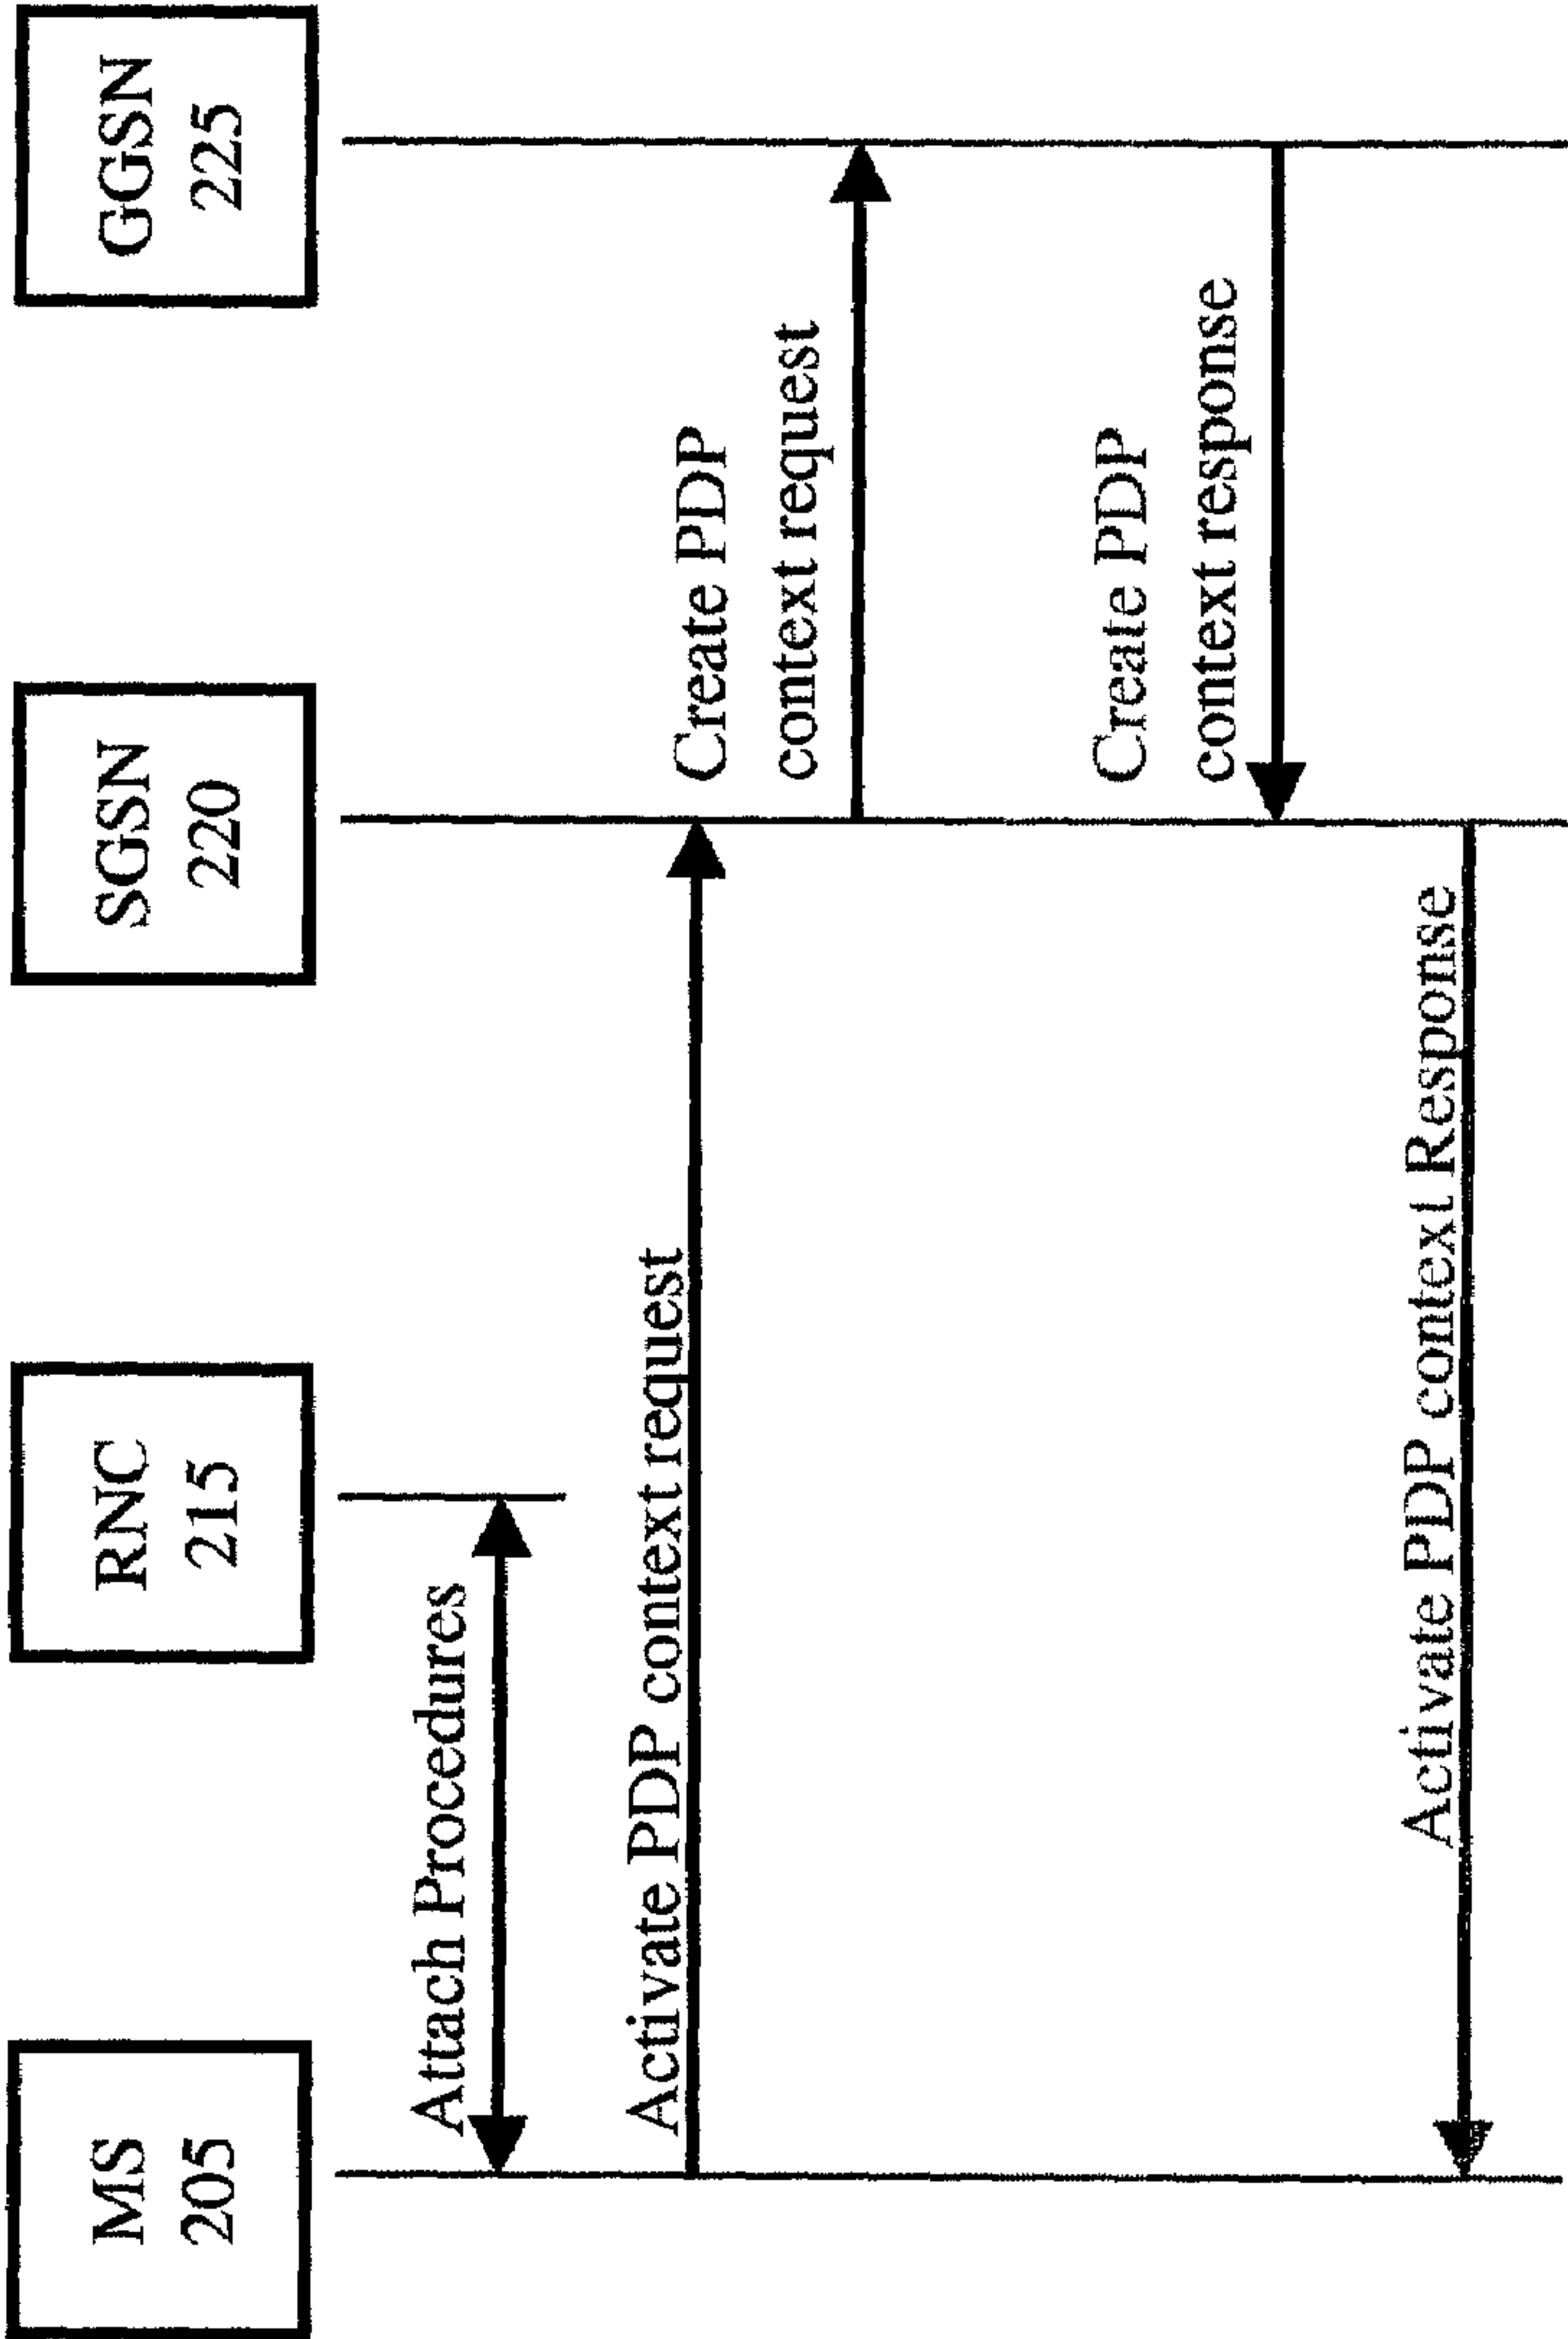 MS
205
RNC
215
SGSN
220
GGSN
225
Attach Procedures
Activate PDP context request
Create PDP
context request
Create PDP
context response
Activate PDP context Response